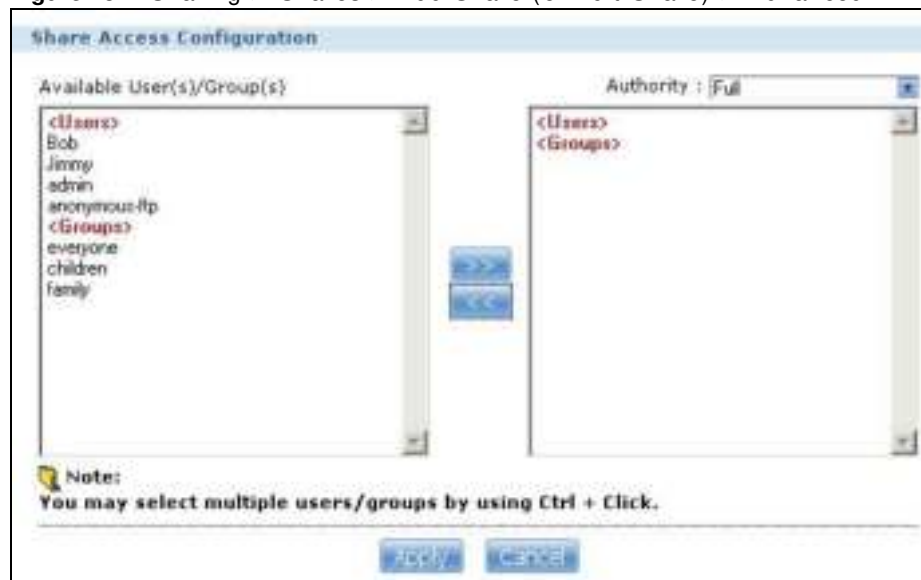 Share Access Configuration
Available User(s)/Group(s)
Authority : Full
<Users>
Bob
Jimmy
admin
anonymous-ftp
<Groups>
everyone
children
family
>>
<<
<Users>
<Groups>
Note:
You may select multiple users/groups by using Ctrl + Click.
Apply Cancel